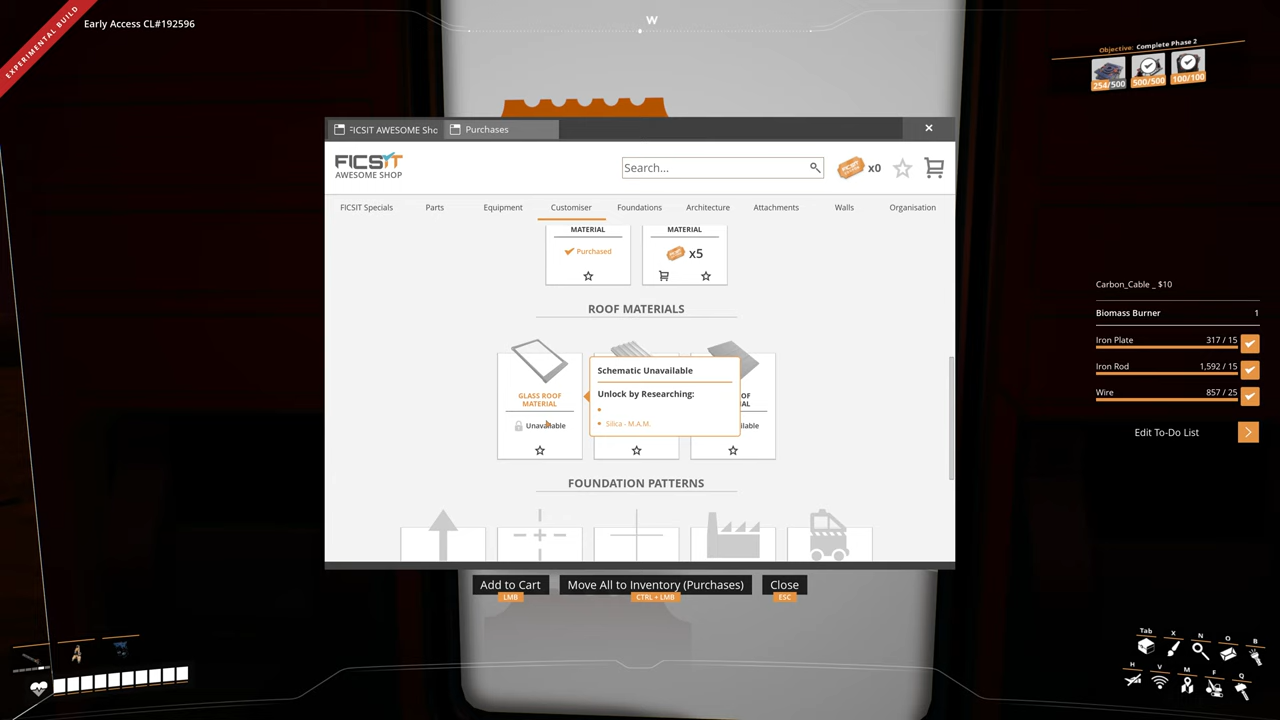 EXPERIMENTAL BUILD
Early Access CL#192596
W
Objective: Complete Phase 2
254/500 500/500 100/100
FICSIT AWESOME Sho
Purchases
FICSIT
AWESOME SHOP
Search...
FICSIT
x0
FICSIT Specials Parts Equipment Customiser Foundations Architecture Attachments Walls Organisation
MATERIAL
Purchased
MATERIAL
x5
ROOF MATERIALS
GLASS ROOF
MATERIAL
Unavailable
Schematic Unavailable
Unlock by Researching:
Silica - M.A.M.
OF
IAL
ilable
FOUNDATION PATTERNS
Add to Cart Move All to Inventory (Purchases) Close
LMB CTRL + LMB ESC
Carbon_Cable _ $10
Biomass Burner 1
Iron Plate 317 / 15
Iron Rod 1,592 / 15
Wire 857 / 25
Edit To-Do List
Tab X N O B
H V M F Q